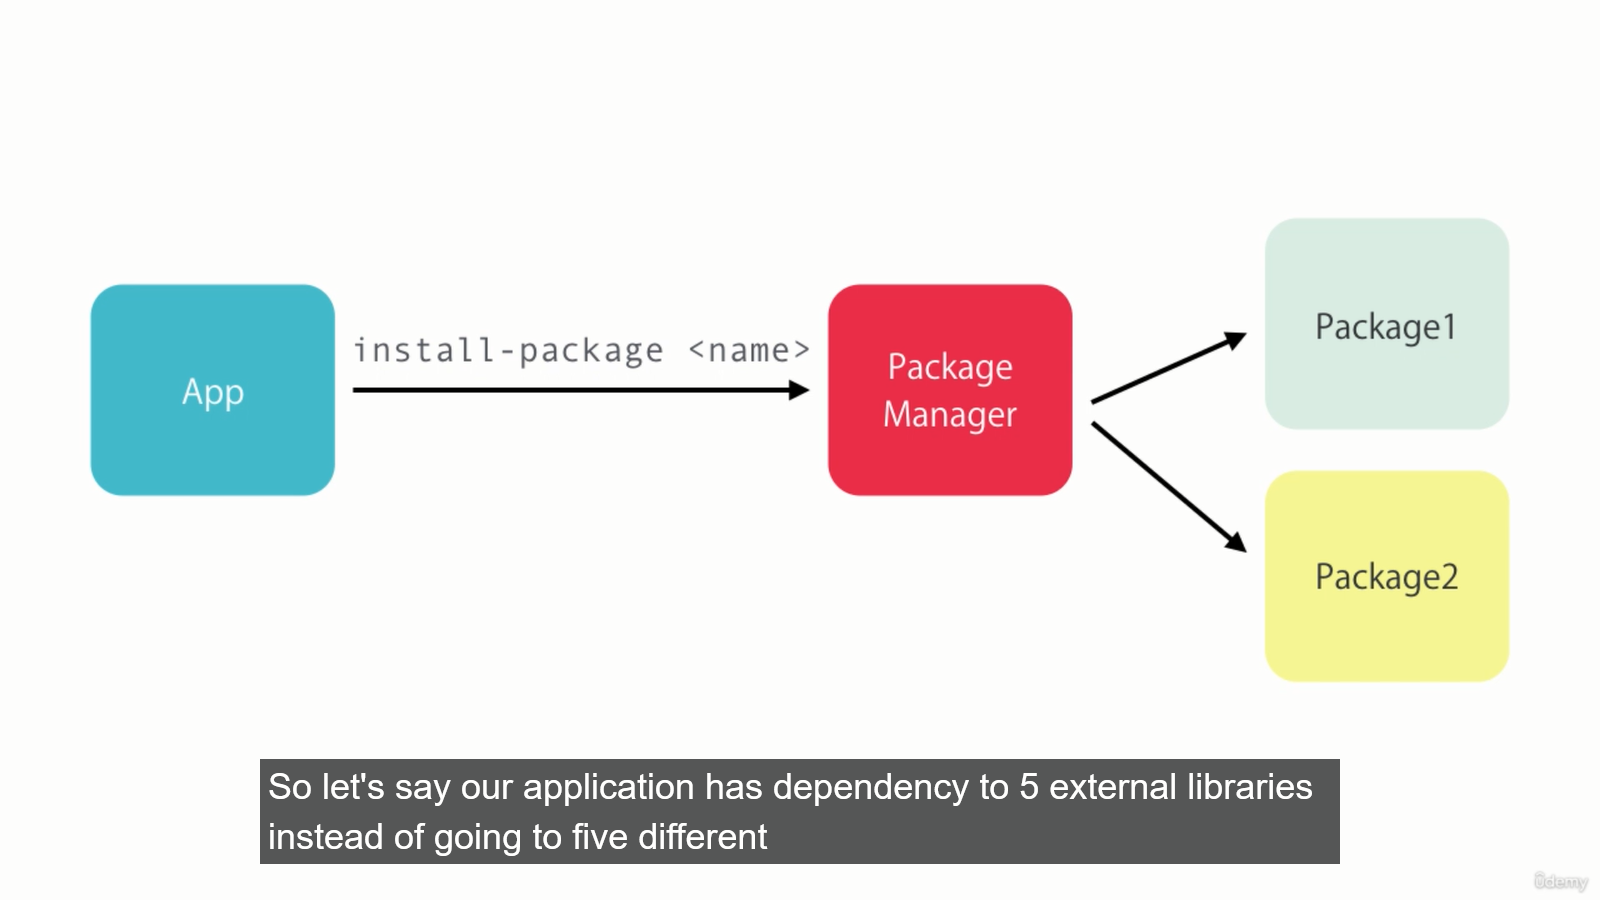 App
install-package <name>
Package
Manager
Package1
Package2
So let's say our application has dependency to 5 external libraries
instead of going to five different
ûdemy